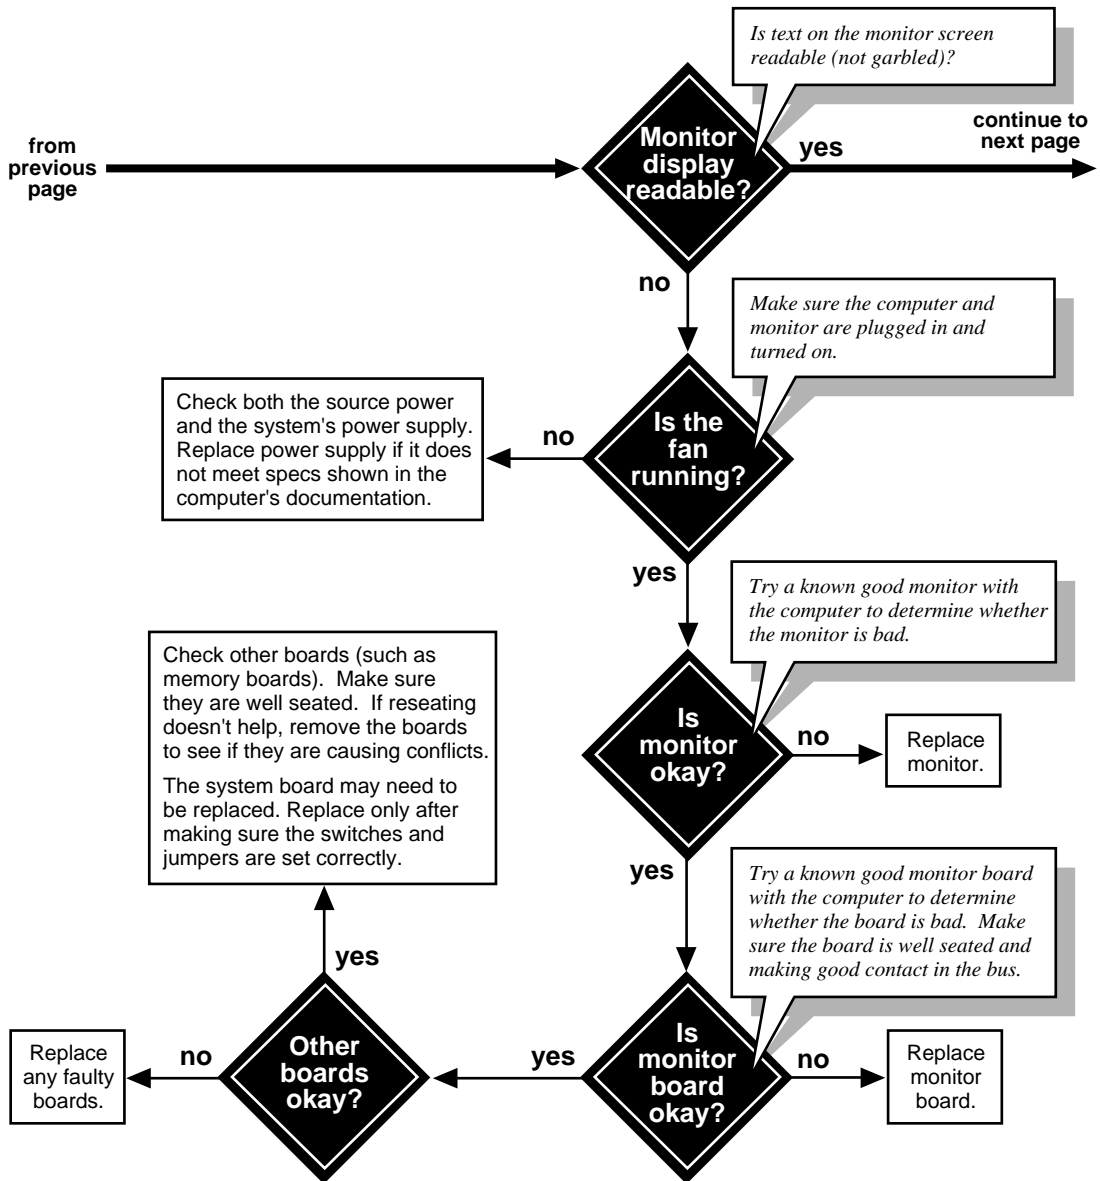 Is text on the monitor screen
readable (not garbled)?
from
previous
page
Monitor
display
readable?
yes
continue to
next page
no
Make sure the computer and
monitor are plugged in and
turned on.
Is the
fan
running?
no
Check both the source power
and the system's power supply.
Replace power supply if it does
not meet specs shown in the
computer's documentation.
yes
Try a known good monitor with
the computer to determine whether
the monitor is bad.
Is
monitor
okay?
no
Replace
monitor.
yes
Try a known good monitor board
with the computer to determine
whether the board is bad.  Make
sure the board is well seated and
making good contact in the bus.
Is
monitor
board
okay?
no
Replace
monitor
board.
yes
Other
boards
okay?
no
Replace
any faulty
boards.
yes
Check other boards (such as
memory boards).  Make sure
they are well seated.  If reseating
doesn't help, remove the boards
to see if they are causing conflicts.
The system board may need to
be replaced. Replace only after
making sure the switches and
jumpers are set correctly.